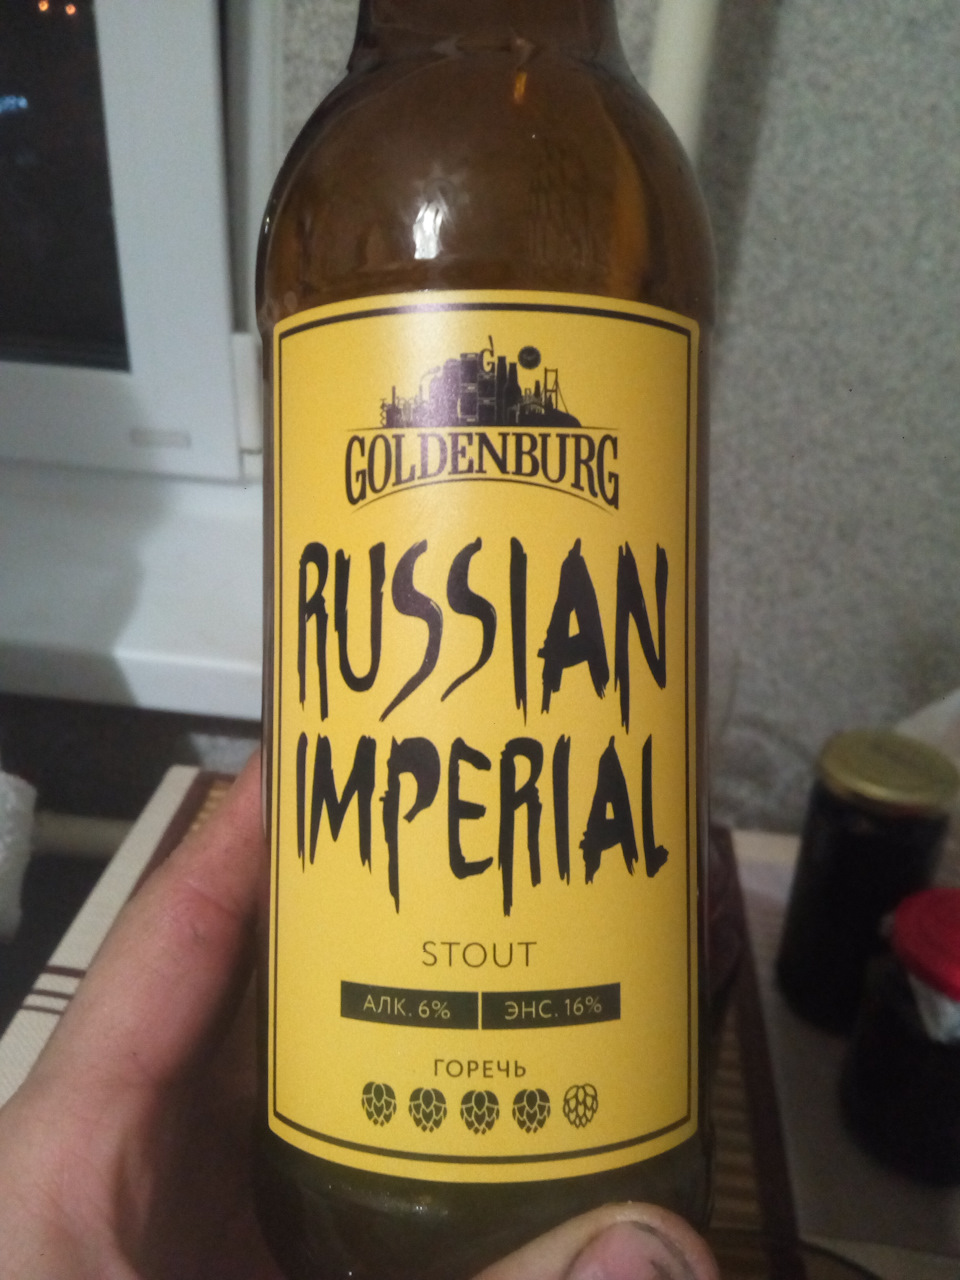 GOLDENBURG
RUSSIAN
IMPERIAL
STOUT
АЛК. 6% ЭНС. 16%
ГОРЕЧЬ